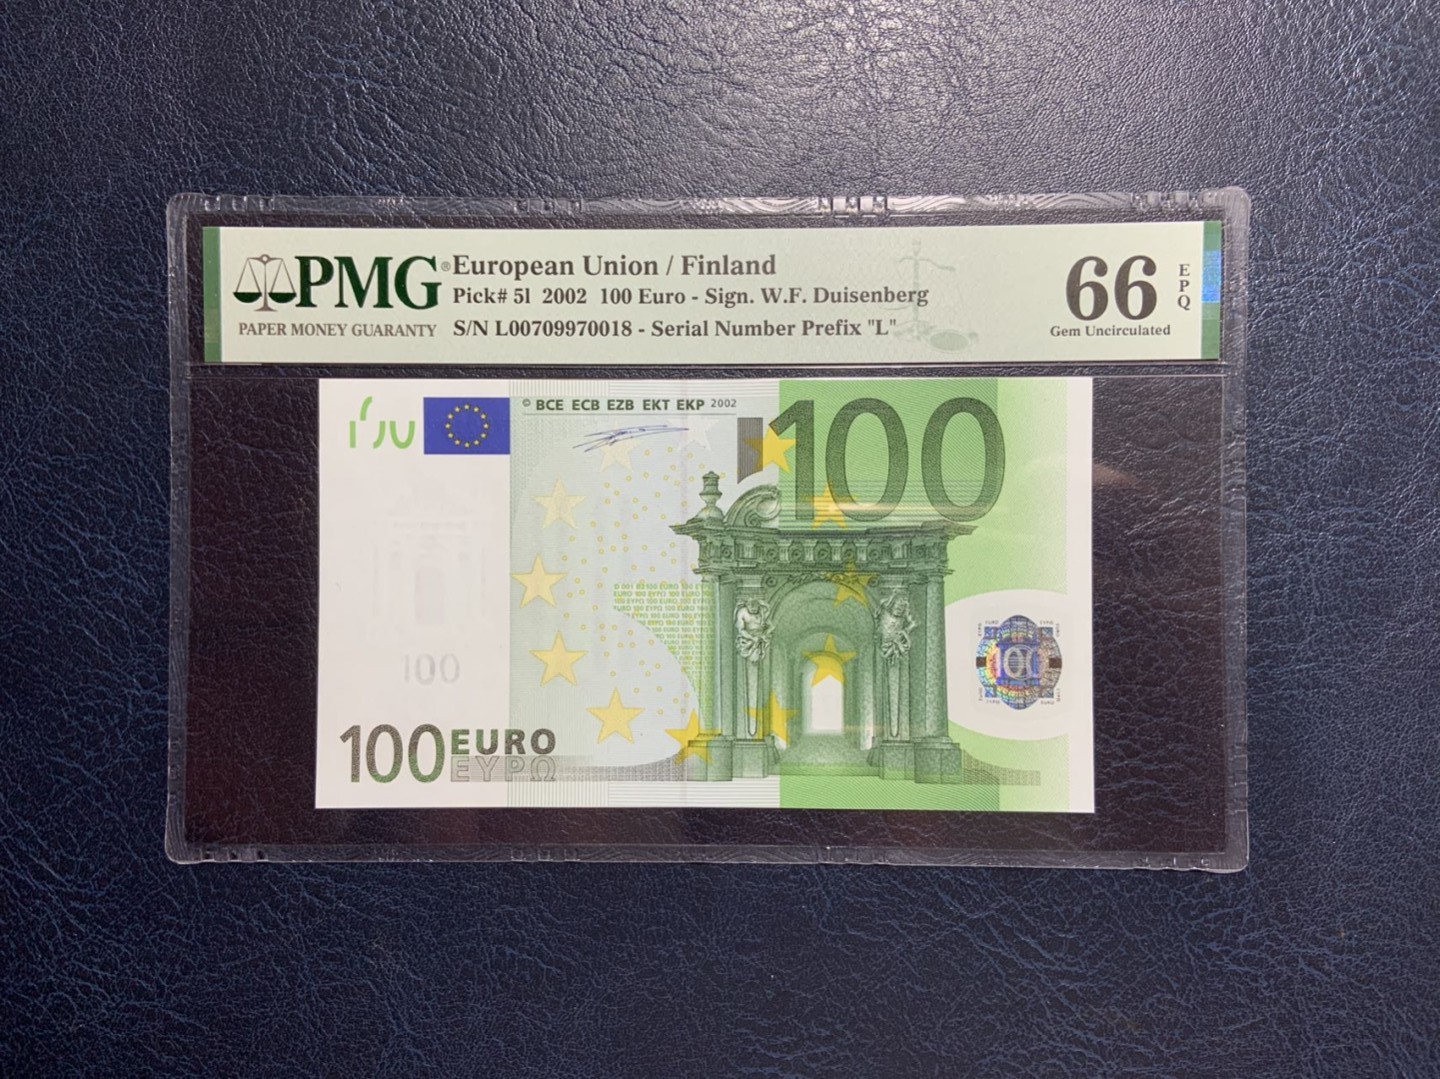 PMG®
PAPER MONEY GUARANTY
European Union / Finland
Pick# 5l 2002 100 Euro - Sign. W.F. Duisenberg
S/N L00709970018 - Serial Number Prefix "L"
66
EPQ
Gem Uncirculated
© BCE ECB EZB EKT EKP 2002
100
100
100 EURO
ΕΥΡΩ
100